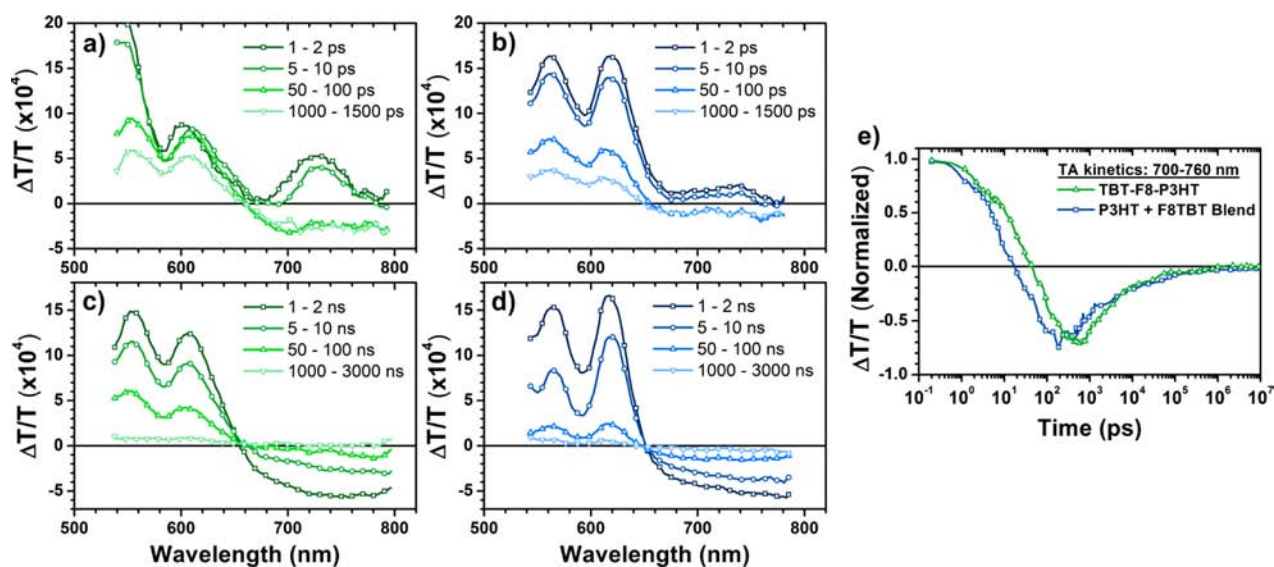 a)
1 - 2 ps
5 - 10 ps
50 - 100 ps
1000 - 1500 ps
20
15
10
5
0
-5
ΔT/T (x10⁴)
500 600 700 800
b)
1 - 2 ps
5 - 10 ps
50 - 100 ps
1000 - 1500 ps
20
15
10
5
0
-5
ΔT/T (x10⁴)
500 600 700 800
c)
1 - 2 ns
5 - 10 ns
50 - 100 ns
1000 - 3000 ns
15
10
5
0
-5
ΔT/T (x10⁴)
500 600 700 800
Wavelength (nm)
d)
1 - 2 ns
5 - 10 ns
50 - 100 ns
1000 - 3000 ns
15
10
5
0
-5
ΔT/T (x10⁴)
500 600 700 800
Wavelength (nm)
e)
TA kinetics: 700-760 nm
TBT-F8-P3HT
P3HT + F8TBT Blend
1.0
0.5
0.0
-0.5
-1.0
ΔT/T (Normalized)
10⁻¹ 10⁰ 10¹ 10² 10³ 10⁴ 10⁵ 10⁶ 10⁷
Time (ps)